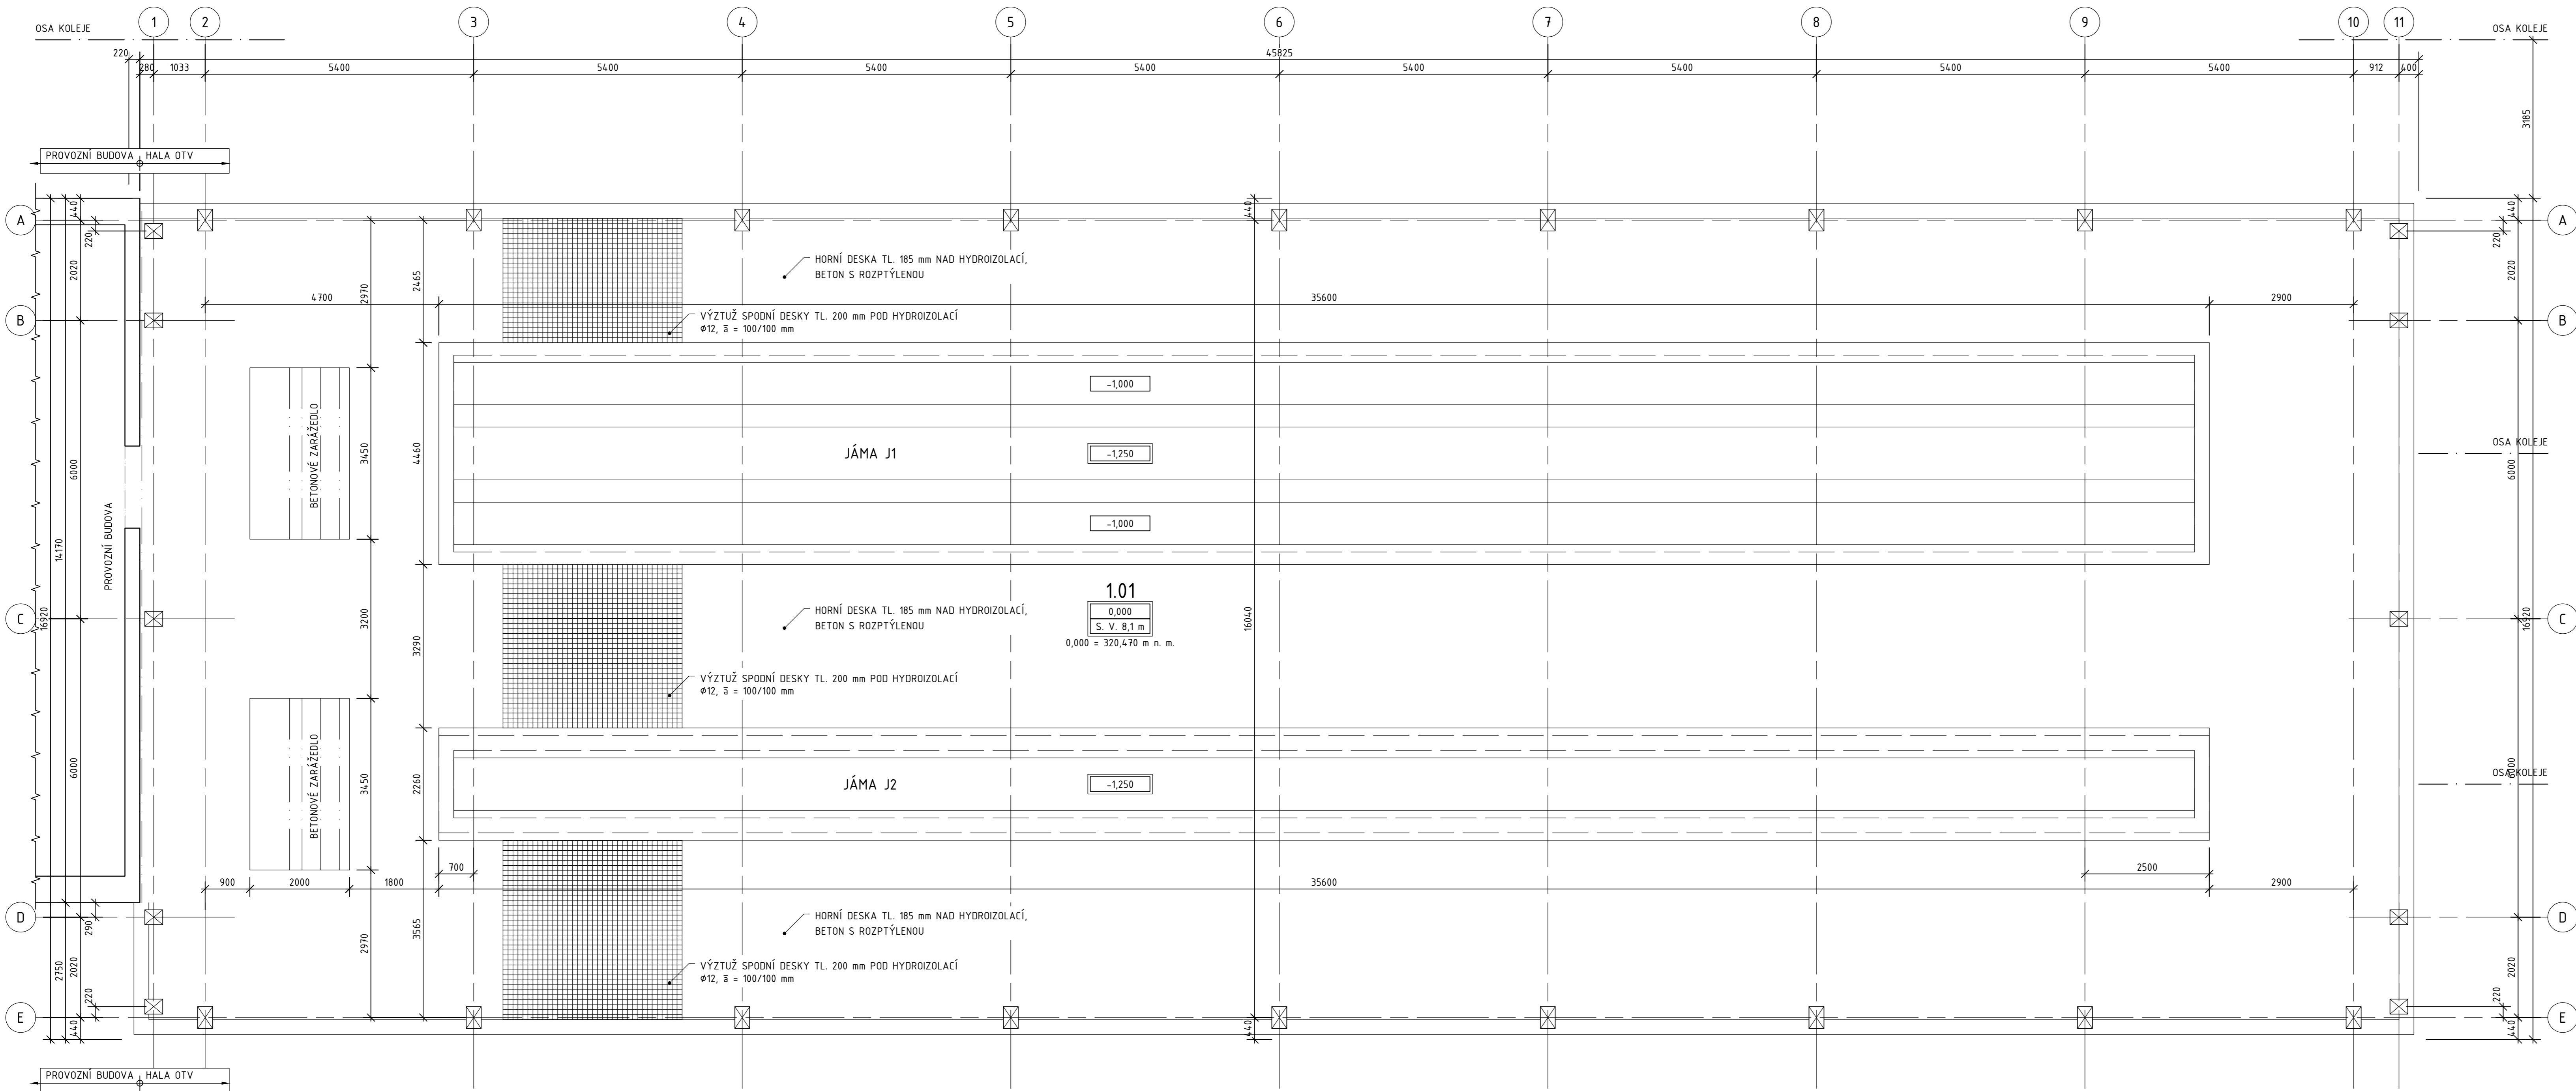 1
2
3
4
5
6
7
8
9
10
11
OSA KOLEJE
OSA KOLEJE
220
45825
280
1033
5400
5400
5400
5400
5400
5400
5400
5400
912
400
3185
PROVOZNÍ BUDOVA
HALA OTV
A
440
220
440
440
220
A
2020
2970
2465
HORNÍ DESKA TL. 185 mm NAD HYDROIZOLACÍ,
BETON S ROZPTÝLENOU
2020
4700
35600
2900
B
VÝZTUŽ SPODNÍ DESKY TL. 200 mm POD HYDROIZOLACÍ
ø12, a̅ = 100/100 mm
B
-1,000
BETONOVÉ ZARÁŽEDLO
3450
4460
6000
JÁMA J1
-1,250
OSA KOLEJE
6000
-1,000
PROVOZNÍ BUDOVA
14170
16920
1.01
0,000
S. V. 8,1 m
0,000 = 320,470 m n. m.
C
3200
3290
HORNÍ DESKA TL. 185 mm NAD HYDROIZOLACÍ,
BETON S ROZPTÝLENOU
16040
16920
C
VÝZTUŽ SPODNÍ DESKY TL. 200 mm POD HYDROIZOLACÍ
ø12, a̅ = 100/100 mm
6000
BETONOVÉ ZARÁŽEDLO
3450
2260
JÁMA J2
-1,250
OSA KOLEJE
6000
700
2500
900
2000
1800
35600
2900
D
290
2970
3565
HORNÍ DESKA TL. 185 mm NAD HYDROIZOLACÍ,
BETON S ROZPTÝLENOU
D
2750
2020
VÝZTUŽ SPODNÍ DESKY TL. 200 mm POD HYDROIZOLACÍ
ø12, a̅ = 100/100 mm
2020
220
220
E
440
440
440
E
PROVOZNÍ BUDOVA
HALA OTV